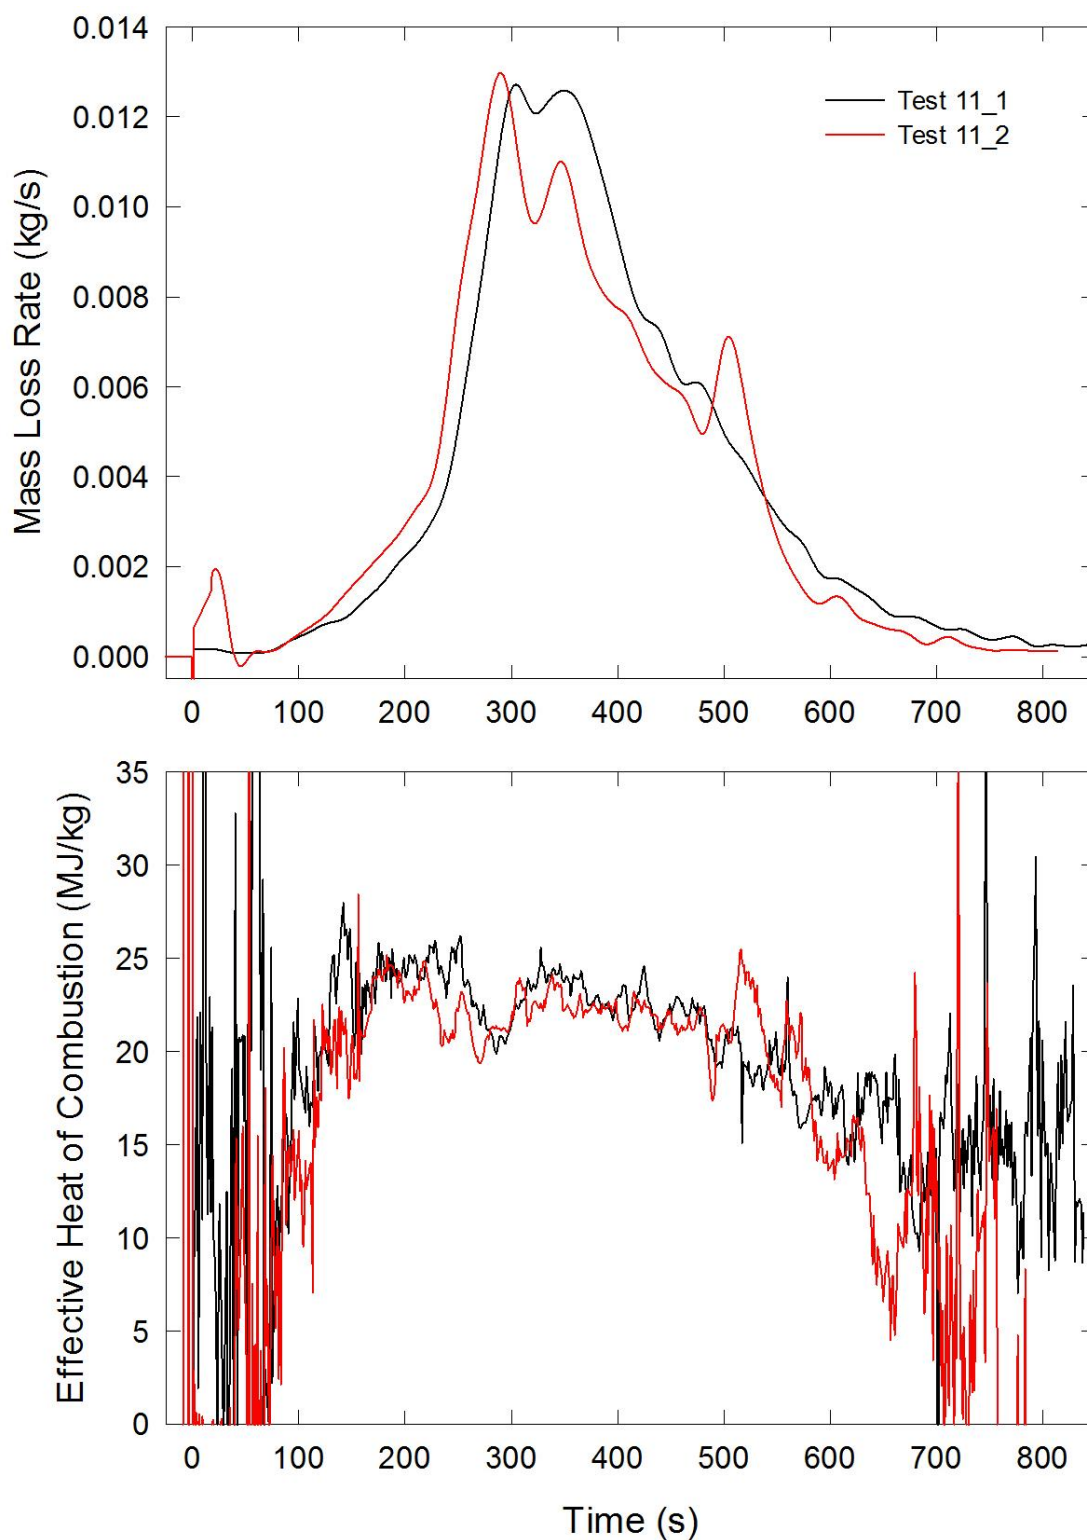 Mass Loss Rate (kg/s)
0.014
0.012
0.010
0.008
0.006
0.004
0.002
0.000
Test 11_1
Test 11_2
0 100 200 300 400 500 600 700 800
Effective Heat of Combustion (MJ/kg)
35
30
25
20
15
10
5
0
0 100 200 300 400 500 600 700 800
Time (s)